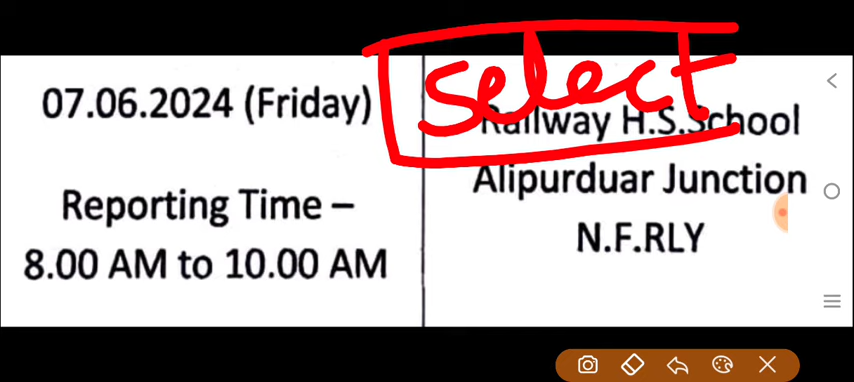 07.06.2024 (Friday)
Reporting Time –
8.00 AM to 10.00 AM
select
Railway H.S.School
Alipurduar Junction
N.F.RLY